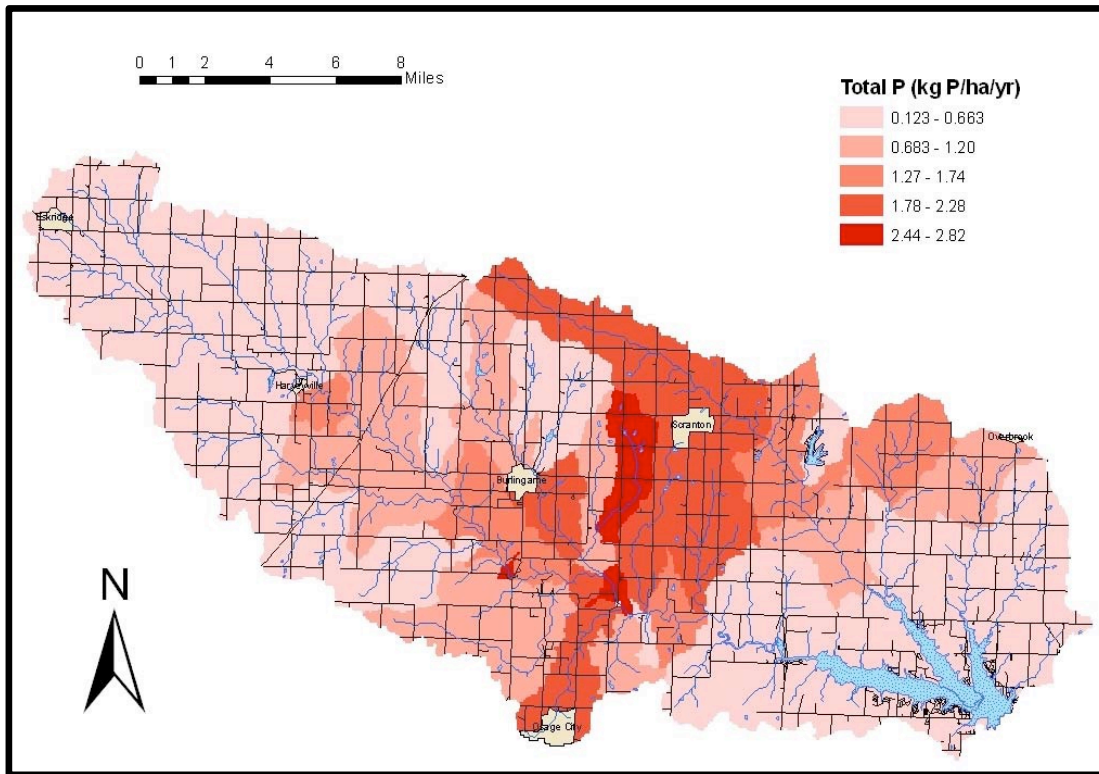 0 1 2 4 6 8
Miles
Total P (kg P/ha/yr)
0.123 - 0.663
0.683 - 1.20
1.27 - 1.74
1.78 - 2.28
2.44 - 2.82
Eskridge
Harveyville
Scranton
Overbrook
Burlingame
N
Osage City